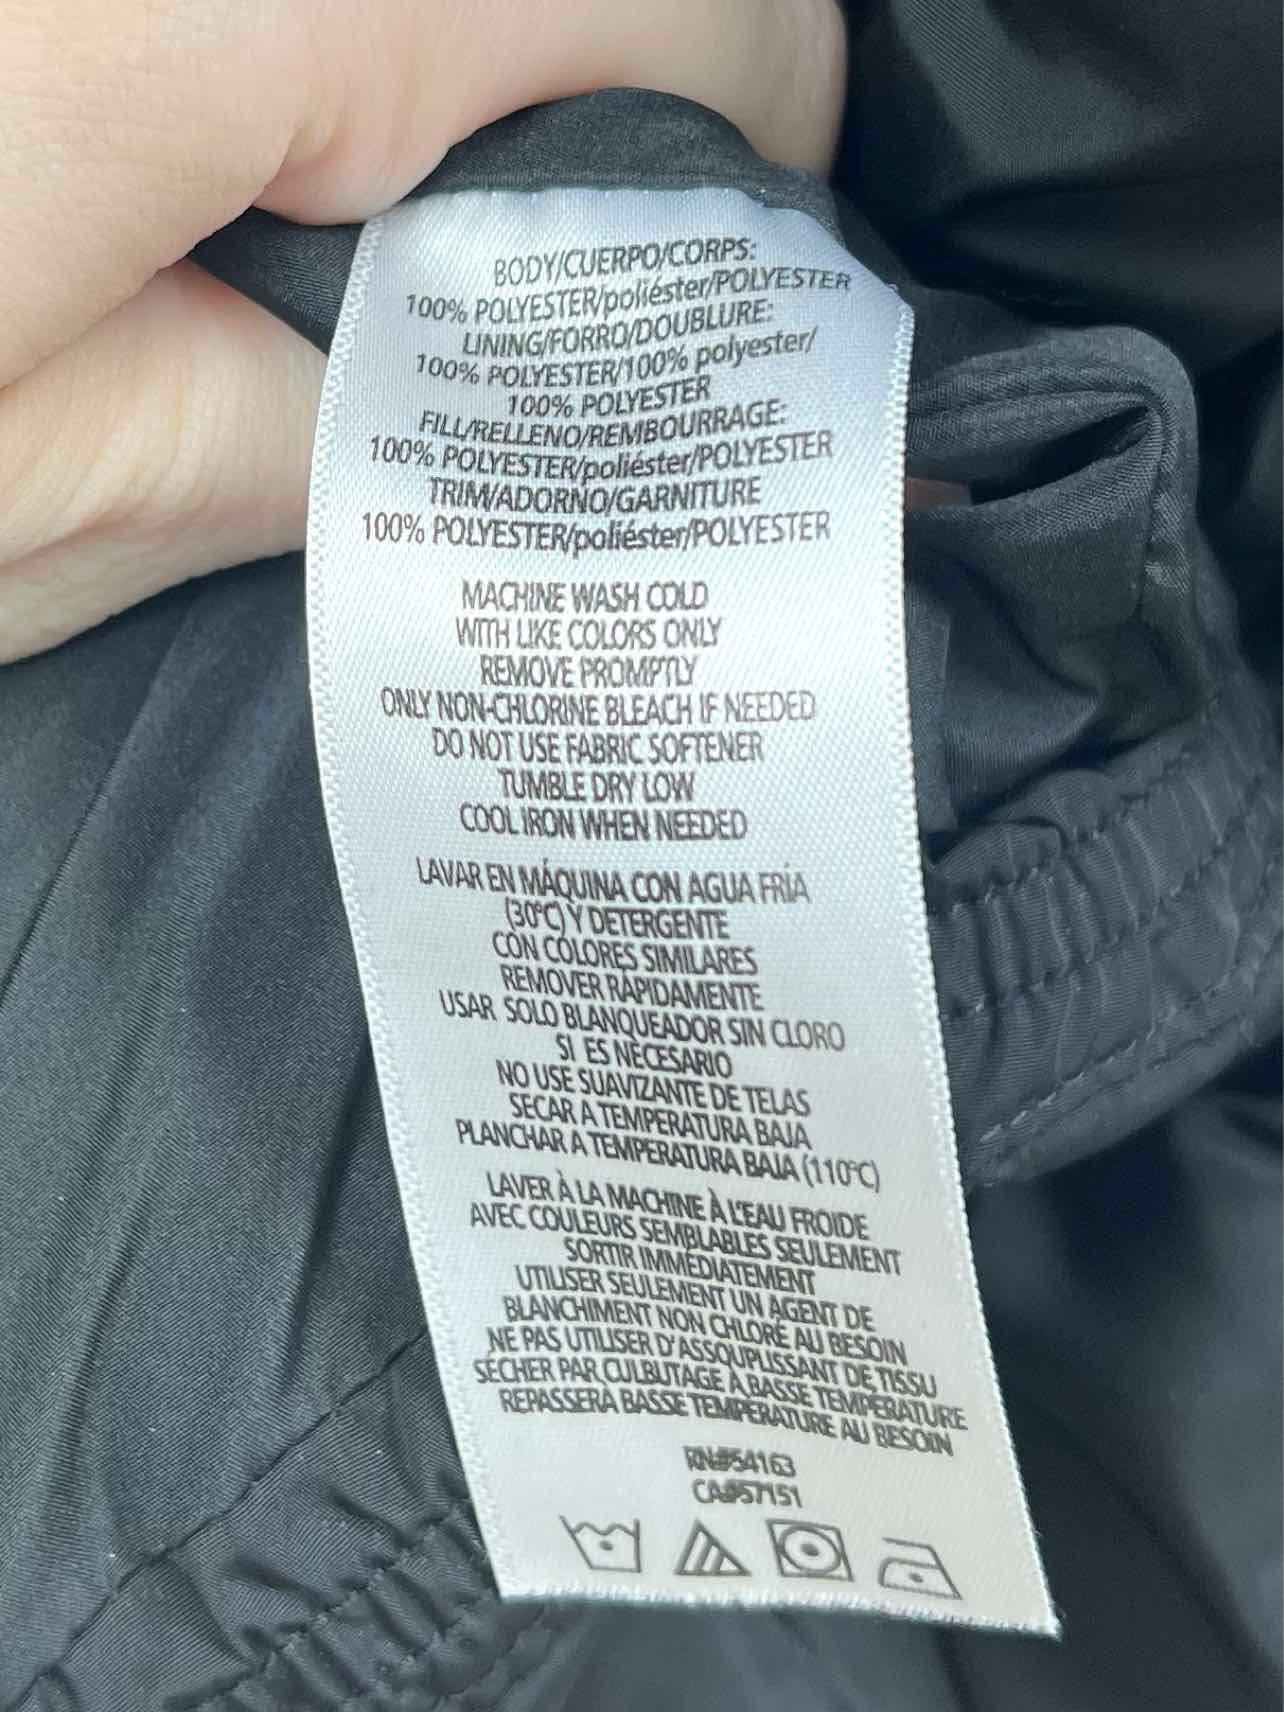 BODY/CUERPO/CORPS:
100% POLYESTER/poliéster/POLYESTER
LINING/FORRO/DOUBLURE:
100% POLYESTER/100% polyester/
100% POLYESTER
FILL/RELLENO/REMBOURRAGE:
100% POLYESTER/poliéster/POLYESTER
TRIM/ADORNO/GARNITURE
100% POLYESTER/poliéster/POLYESTER
MACHINE WASH COLD
WITH LIKE COLORS ONLY
REMOVE PROMPTLY
ONLY NON-CHLORINE BLEACH IF NEEDED
DO NOT USE FABRIC SOFTENER
TUMBLE DRY LOW
COOL IRON WHEN NEEDED
LAVAR EN MÁQUINA CON AGUA FRÍA
(30°C) Y DETERGENTE
CON COLORES SIMILARES
REMOVER RÁPIDAMENTE
USAR SOLO BLANQUEADOR SIN CLORO
SI ES NECESARIO
NO USE SUAVIZANTE DE TELAS
SECAR A TEMPERATURA BAJA
PLANCHAR A TEMPERATURA BAJA (110°C)
LAVER À LA MACHINE À L'EAU FROIDE
AVEC COULEURS SEMBLABLES SEULEMENT
SORTIR IMMÉDIATEMENT
UTILISER SEULEMENT UN AGENT DE
BLANCHIMENT NON CHLORÉ AU BESOIN
NE PAS UTILISER D'ASSOUPLISSANT DE TISSU
SÉCHER PAR CULBUTAGE À BASSE TEMPÉRATURE
REPASSER À BASSE TEMPÉRATURE AU BESOIN
RN#54163
CA#57151